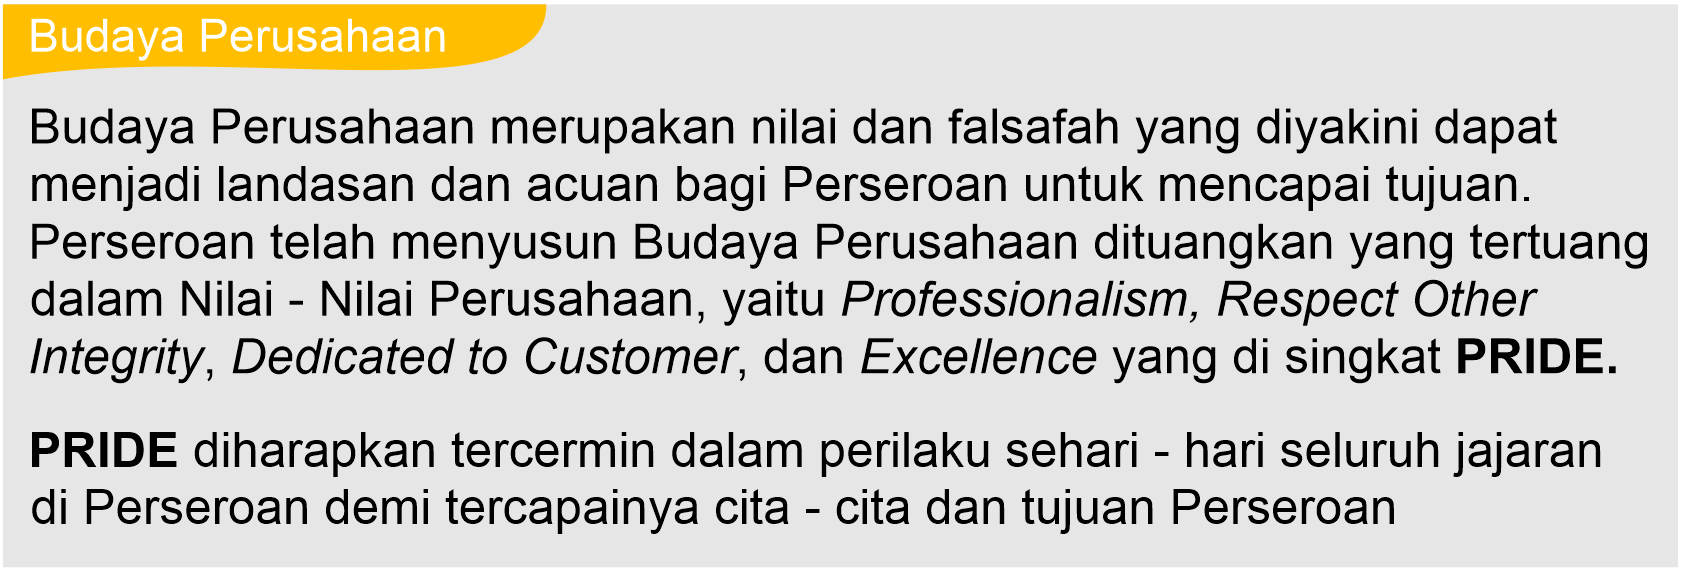 Budaya Perusahaan
Budaya Perusahaan merupakan nilai dan falsafah yang diyakini dapat
menjadi landasan dan acuan bagi Perseroan untuk mencapai tujuan.
Perseroan telah menyusun Budaya Perusahaan dituangkan yang tertuang
dalam Nilai - Nilai Perusahaan, yaitu Professionalism, Respect Other
Integrity, Dedicated to Customer, dan Excellence yang di singkat PRIDE.
PRIDE diharapkan tercermin dalam perilaku sehari - hari seluruh jajaran
di Perseroan demi tercapainya cita - cita dan tujuan Perseroan